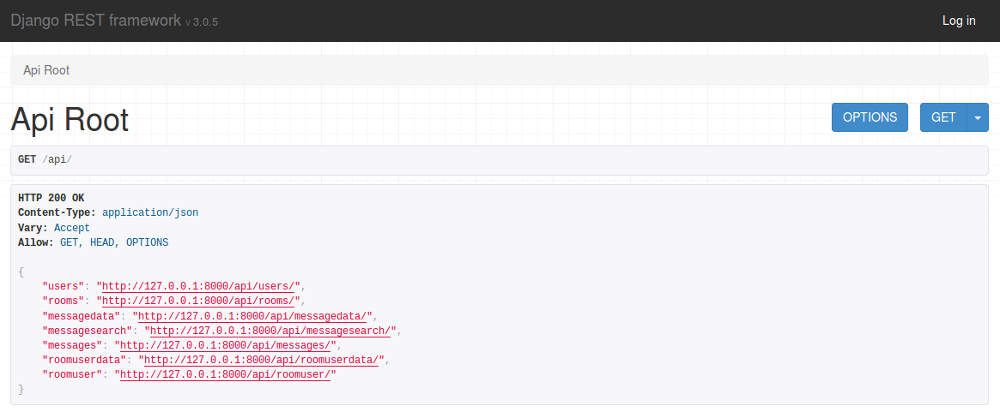 Django REST framework v 3.0.5
Log in
Api Root
Api Root
OPTIONS
GET
GET /api/
HTTP 200 OK
Content-Type: application/json
Vary: Accept
Allow: GET, HEAD, OPTIONS
{
"users": "http://127.0.0.1:8000/api/users/",
"rooms": "http://127.0.0.1:8000/api/rooms/",
"messagedata": "http://127.0.0.1:8000/api/messagedata/",
"messagesearch": "http://127.0.0.1:8000/api/messagesearch/",
"messages": "http://127.0.0.1:8000/api/messages/",
"roomuserdata": "http://127.0.0.1:8000/api/roomuserdata/",
"roomuser": "http://127.0.0.1:8000/api/roomuser/"
}